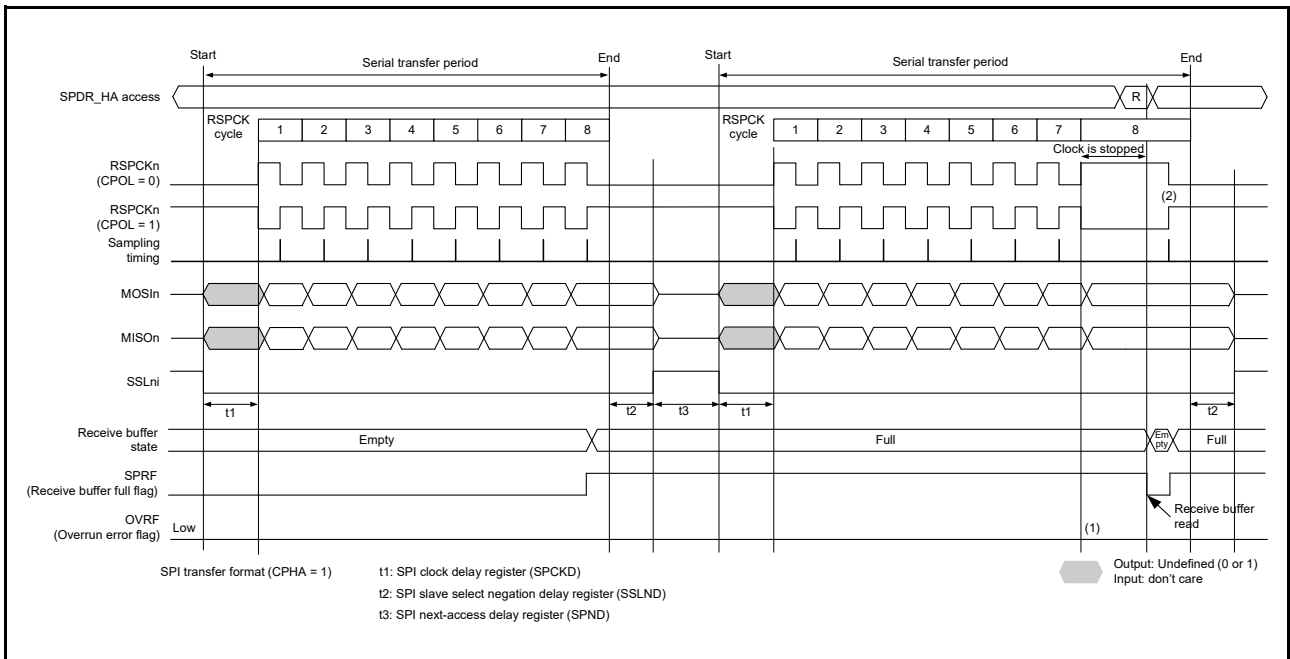 Start
Serial transfer period
End
Start
Serial transfer period
End
SPDR_HA access
R
RSPCK
cycle
1 2 3 4 5 6 7 8
RSPCK
cycle
1 2 3 4 5 6 7 8
Clock is stopped
RSPCKn
(CPOL = 0)
(2)
RSPCKn
(CPOL = 1)
Sampling
timing
MOSIn
MISOn
SSLni
t1
t2
t3
t1
t2
Receive buffer
state
Empty
Full
Em
pty
Full
SPRF
(Receive buffer full flag)
Receive buffer
read
OVRF
(Overrun error flag)
Low
(1)
SPI transfer format (CPHA = 1)
t1: SPI clock delay register (SPCKD)
t2: SPI slave select negation delay register (SSLND)
t3: SPI next-access delay register (SPND)
Output: Undefined (0 or 1)
Input: don't care